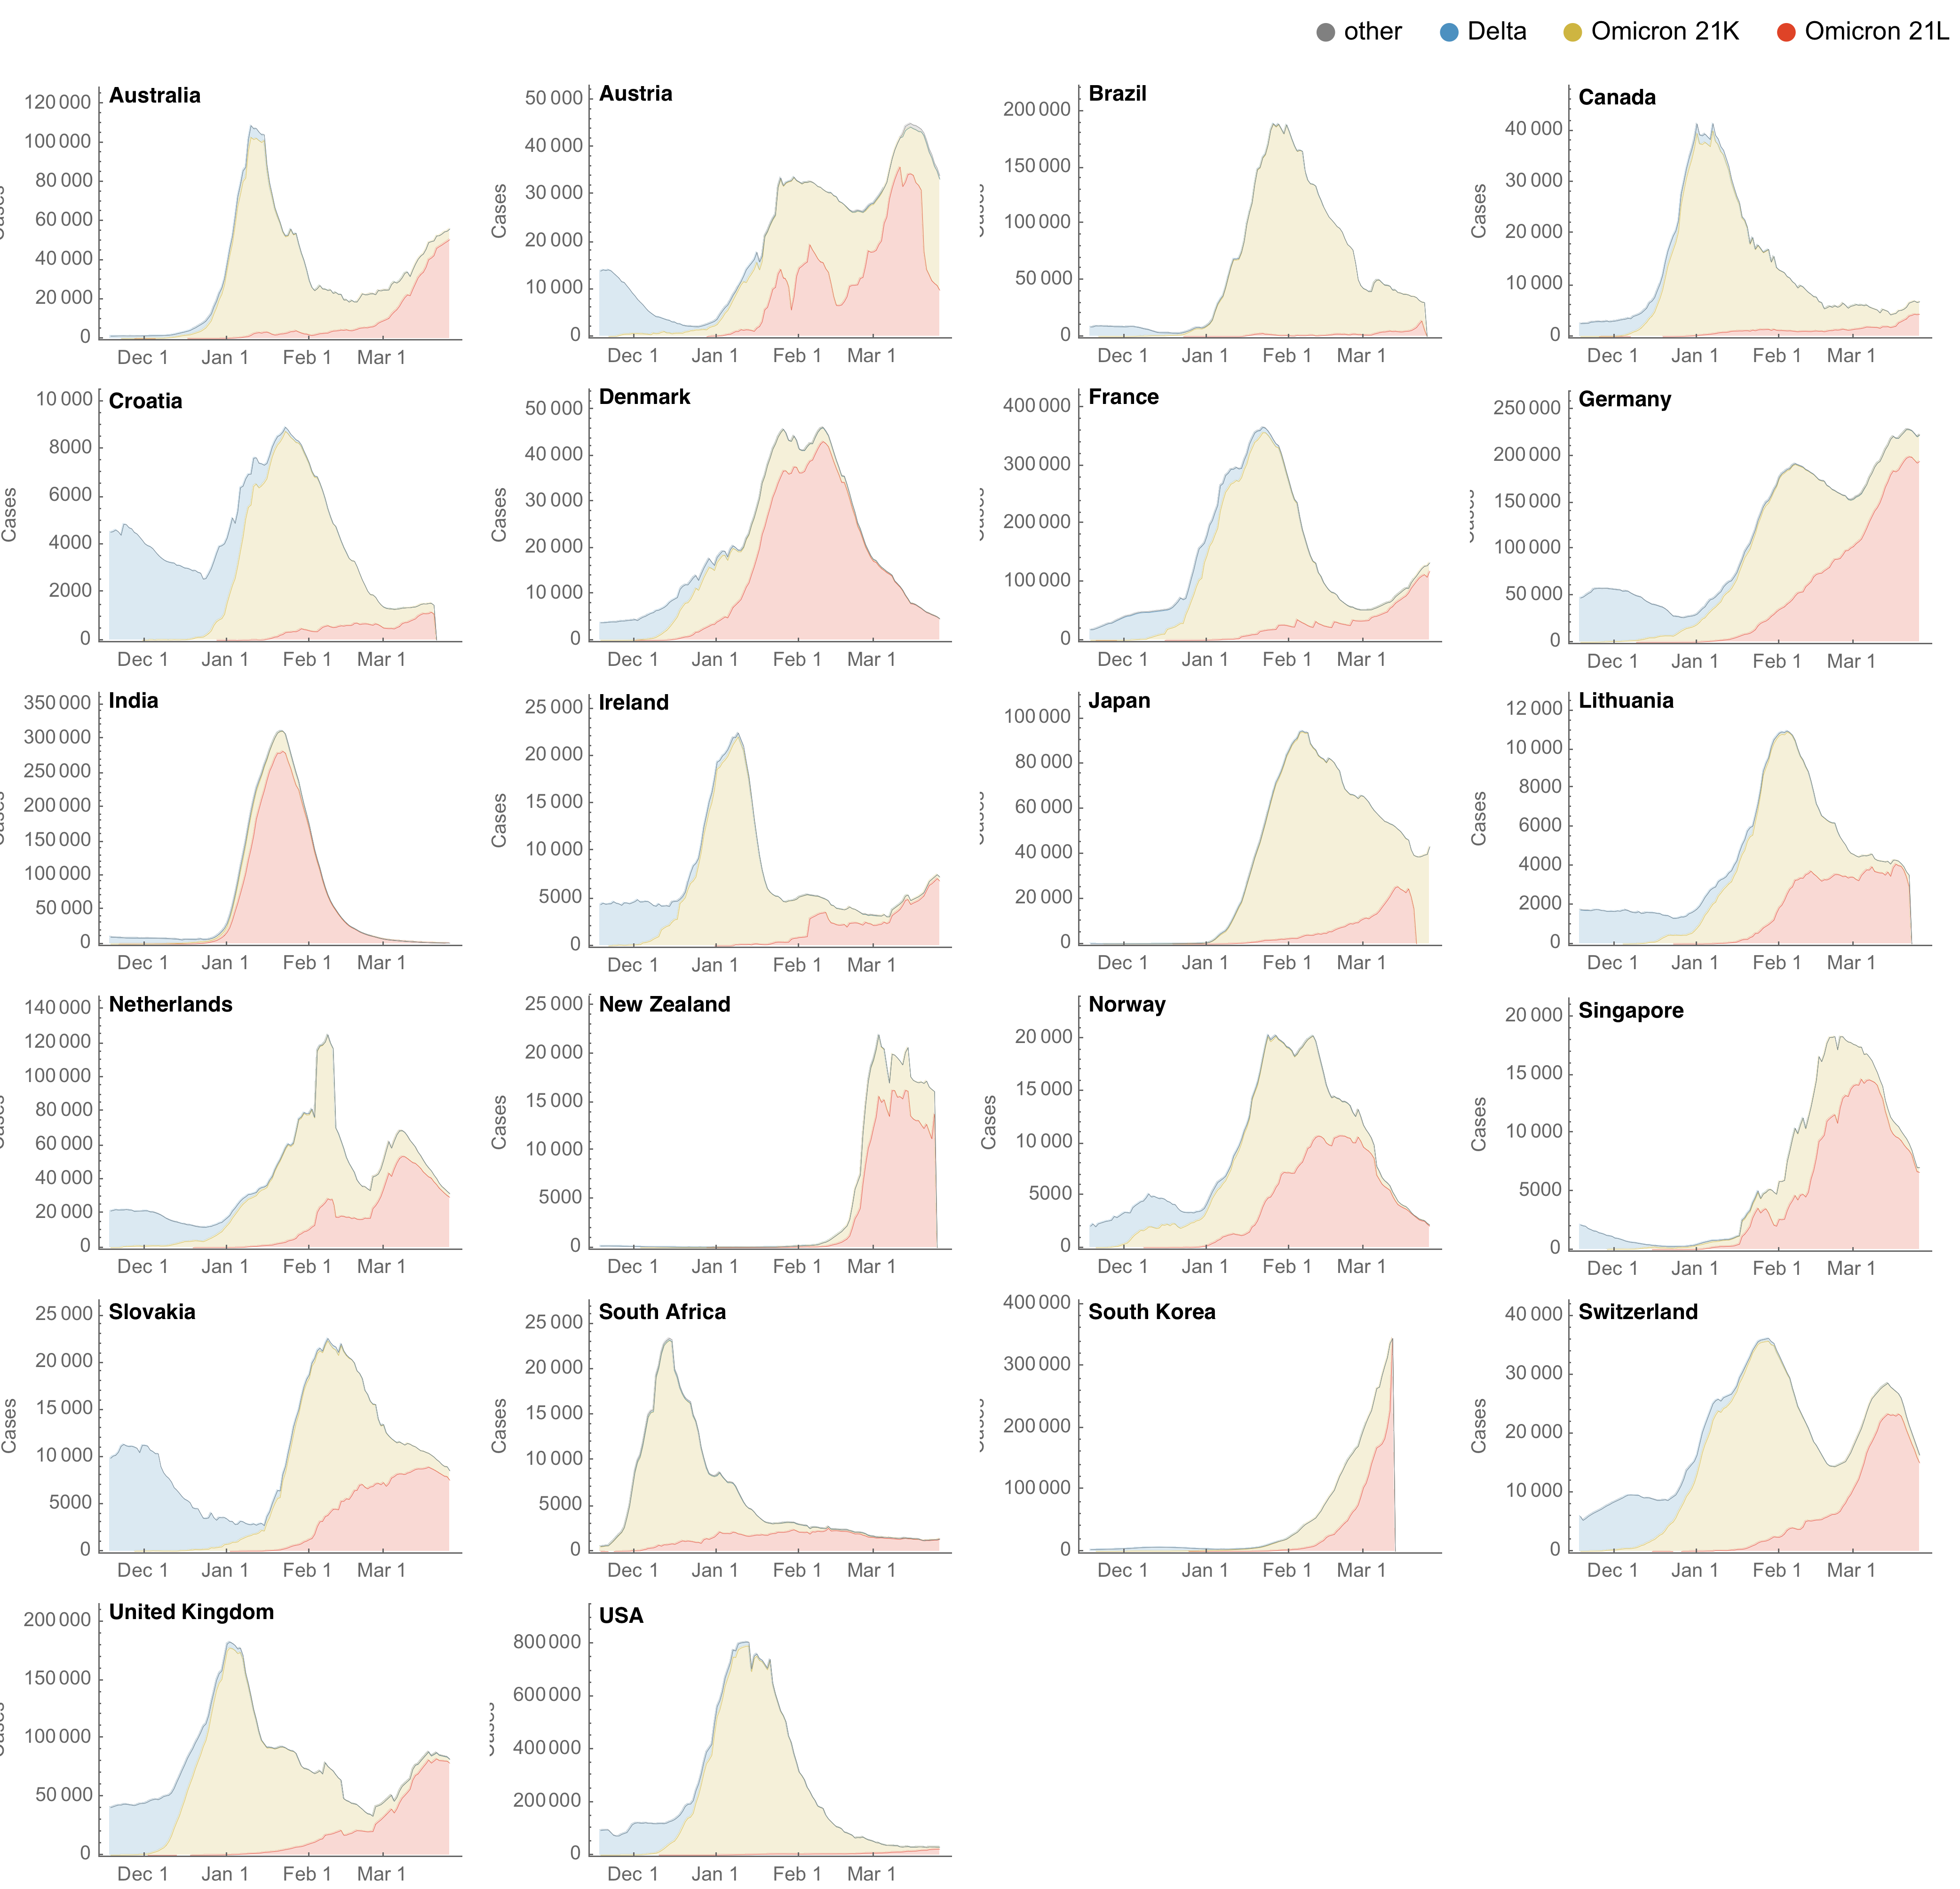 other Delta Omicron 21K Omicron 21L
Australia
120 000
100 000
80 000
60 000
40 000
20 000
0
Dec 1 Jan 1 Feb 1 Mar 1
Austria
Cases
50 000
40 000
30 000
20 000
10 000
0
Dec 1 Jan 1 Feb 1 Mar 1
Brazil
200 000
150 000
100 000
50 000
0
Dec 1 Jan 1 Feb 1 Mar 1
Canada
Cases
40 000
30 000
20 000
10 000
0
Dec 1 Jan 1 Feb 1 Mar 1
Croatia
Cases
10 000
8000
6000
4000
2000
0
Dec 1 Jan 1 Feb 1 Mar 1
Denmark
Cases
50 000
40 000
30 000
20 000
10 000
0
Dec 1 Jan 1 Feb 1 Mar 1
France
400 000
300 000
200 000
100 000
0
Dec 1 Jan 1 Feb 1 Mar 1
Germany
250 000
200 000
150 000
100 000
50 000
0
Dec 1 Jan 1 Feb 1 Mar 1
India
350 000
300 000
250 000
200 000
150 000
100 000
50 000
0
Dec 1 Jan 1 Feb 1 Mar 1
Ireland
Cases
25 000
20 000
15 000
10 000
5000
0
Dec 1 Jan 1 Feb 1 Mar 1
Japan
100 000
80 000
60 000
40 000
20 000
0
Dec 1 Jan 1 Feb 1 Mar 1
Lithuania
Cases
12 000
10 000
8000
6000
4000
2000
0
Dec 1 Jan 1 Feb 1 Mar 1
Netherlands
140 000
120 000
100 000
80 000
60 000
40 000
20 000
0
Dec 1 Jan 1 Feb 1 Mar 1
New Zealand
Cases
25 000
20 000
15 000
10 000
5000
0
Dec 1 Jan 1 Feb 1 Mar 1
Norway
Cases
20 000
15 000
10 000
5000
0
Dec 1 Jan 1 Feb 1 Mar 1
Singapore
Cases
20 000
15 000
10 000
5000
0
Dec 1 Jan 1 Feb 1 Mar 1
Slovakia
Cases
25 000
20 000
15 000
10 000
5000
0
Dec 1 Jan 1 Feb 1 Mar 1
South Africa
Cases
25 000
20 000
15 000
10 000
5000
0
Dec 1 Jan 1 Feb 1 Mar 1
South Korea
400 000
300 000
200 000
100 000
0
Dec 1 Jan 1 Feb 1 Mar 1
Switzerland
Cases
40 000
30 000
20 000
10 000
0
Dec 1 Jan 1 Feb 1 Mar 1
United Kingdom
200 000
150 000
100 000
50 000
0
Dec 1 Jan 1 Feb 1 Mar 1
USA
800 000
600 000
400 000
200 000
0
Dec 1 Jan 1 Feb 1 Mar 1